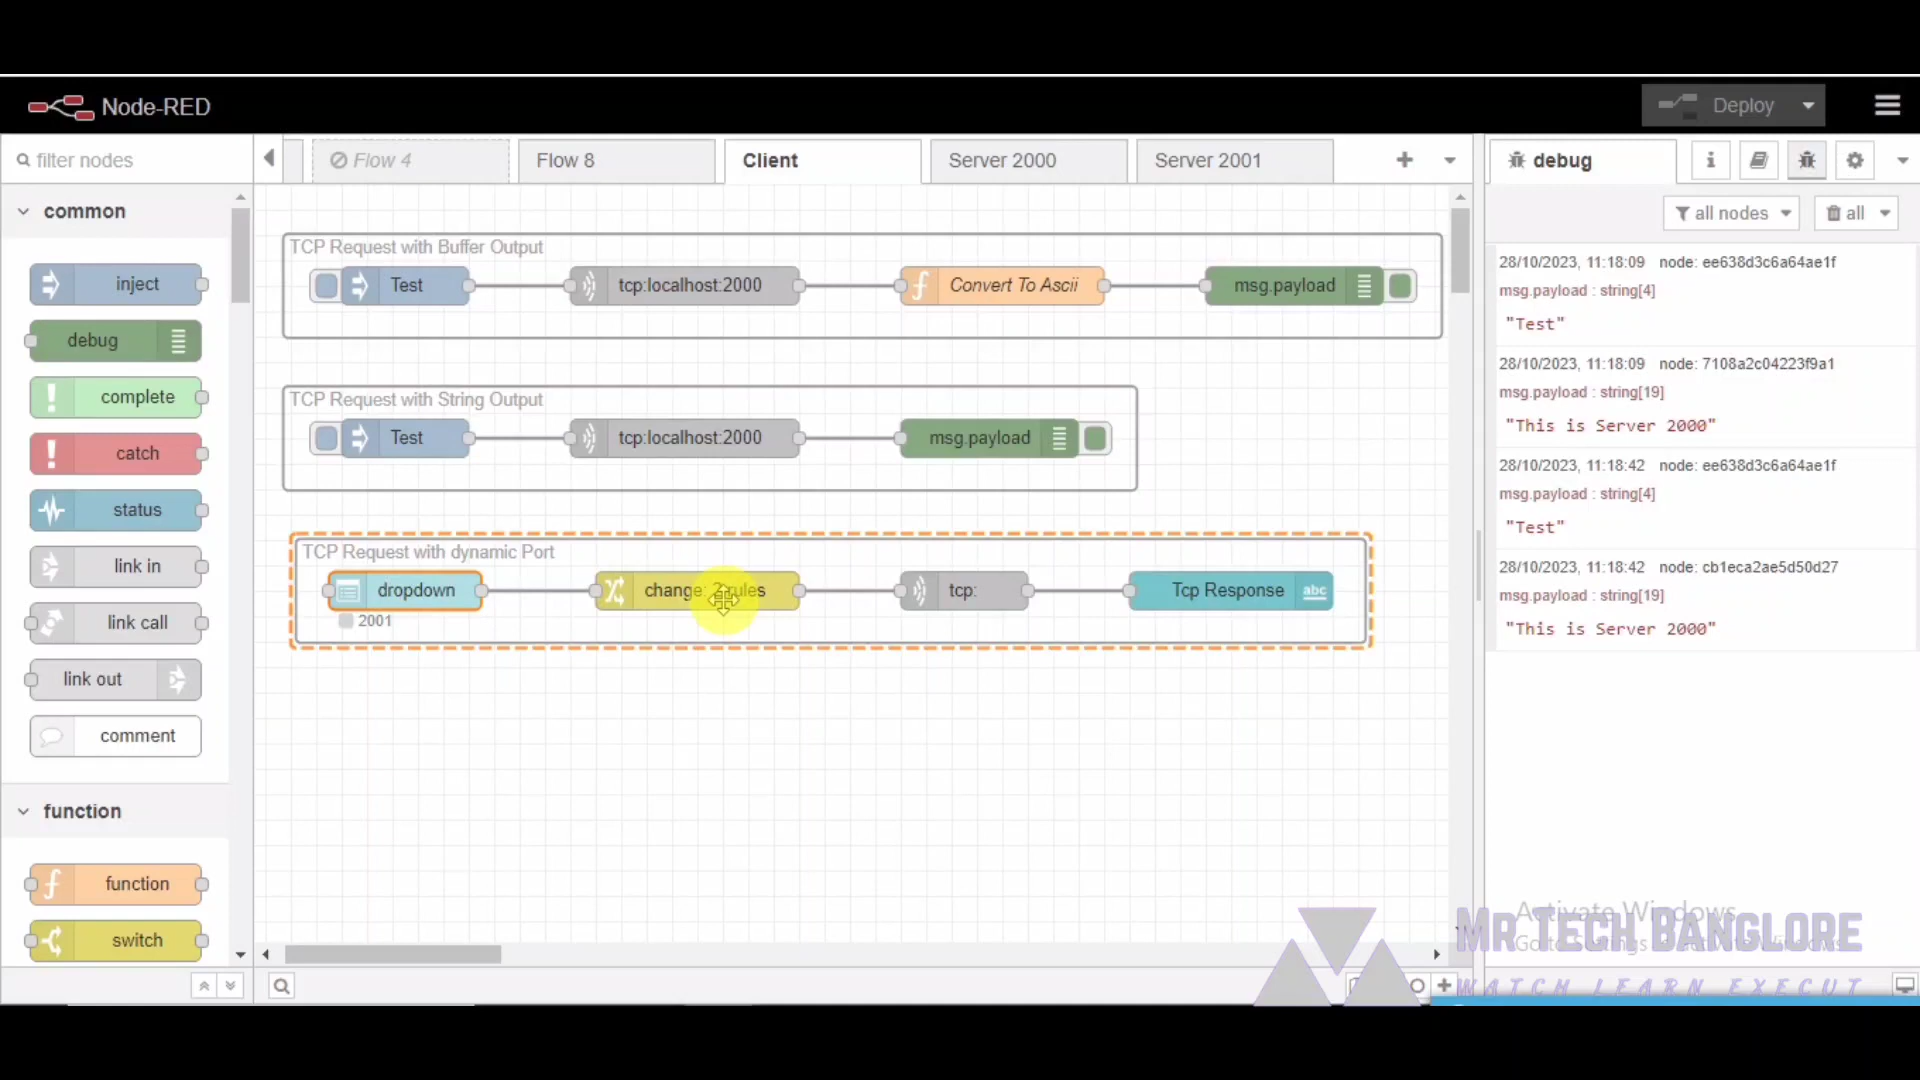 Node-RED
Deploy
filter nodes
Flow 4
Flow 8
Client
Server 2000
Server 2001
debug
all nodes
all
common
inject
debug
complete
catch
status
link in
link call
link out
comment
function
function
switch
TCP Request with Buffer Output
Test
tcp:localhost:2000
Convert To Ascii
msg.payload
TCP Request with String Output
Test
tcp:localhost:2000
msg.payload
TCP Request with dynamic Port
dropdown
change: 2 rules
tcp:
Tcp Response
abc
2001
28/10/2023, 11:18:09 node: ee638d3c6a64ae1f
msg.payload : string[4]
"Test"
28/10/2023, 11:18:09 node: 7108a2c04223f9a1
msg.payload : string[19]
"This is Server 2000"
28/10/2023, 11:18:42 node: ee638d3c6a64ae1f
msg.payload : string[4]
"Test"
28/10/2023, 11:18:42 node: cb1eca2ae5d50d27
msg.payload : string[19]
"This is Server 2000"
Activate Windows
Mr Tech Banglore
Go to Settings
WATCH LEARN EXECUT